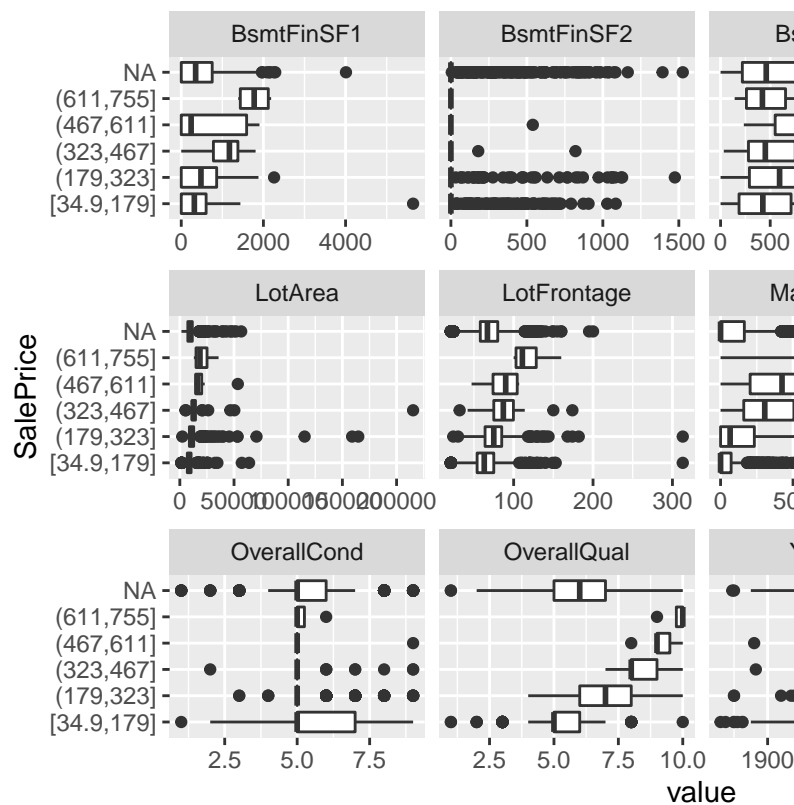 BsmtFinSF1 BsmtFinSF2 Bs
NA
(611,755]
(467,611]
(323,467]
(179,323]
[34.9,179]
0 2000 4000 0 500 1000 1500 0 500
LotArea LotFrontage Ma
NA
(611,755]
(467,611]
(323,467]
(179,323]
[34.9,179]
0 50000 100000 150000 200000 100 200 300 0 50
SalePrice
OverallCond OverallQual Y
NA
(611,755]
(467,611]
(323,467]
(179,323]
[34.9,179]
2.5 5.0 7.5 2.5 5.0 7.5 10.0 1900
value